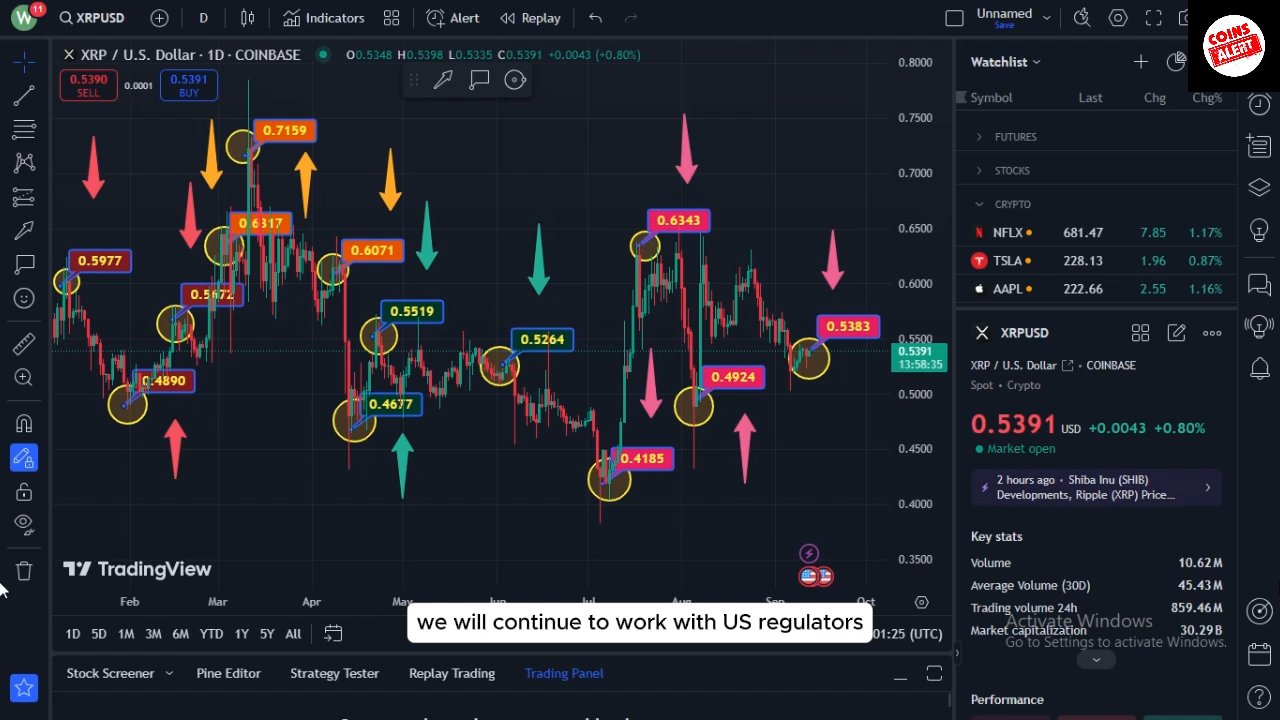 W 11 XRPUSD D Indicators Alert Replay Unnamed
Save
COINS ALERT
XRP / U.S. Dollar · 1D · COINBASE O0.5348 H0.5398 L0.5335 C0.5391 +0.0043 (+0.80%)
0.5390 SELL
0.0001
0.5391 BUY
0.7159
0.6317
0.5977
0.5672
0.4890
0.6071
0.5519
0.4677
0.5264
0.6343
0.4185
0.4924
0.5383
0.8000
0.7500
0.7000
0.6500
0.6000
0.5500
0.5391
13:58:35
0.5000
0.4500
0.4000
0.3500
TradingView
Feb Mar Apr May Jun Jul Aug Sep Oct
we will continue to work with US regulators
1D 5D 1M 3M 6M YTD 1Y 5Y All
01:25 (UTC)
Stock Screener Pine Editor Strategy Tester Replay Trading Trading Panel
Watchlist
Symbol Last Chg Chg%
FUTURES
STOCKS
CRYPTO
NFLX 681.47 7.85 1.17%
TSLA 228.13 1.96 0.87%
AAPL 222.66 2.55 1.16%
XRPUSD
XRP / U.S. Dollar COINBASE
Spot • Crypto
0.5391 USD +0.0043 +0.80%
Market open
2 hours ago • Shiba Inu (SHIB)
Developments, Ripple (XRP) Price...
Key stats
Volume 10.62M
Average Volume (30D) 45.43M
Trading volume 24h 859.46M
Market capitalization 30.29B
Activate Windows
Go to Settings to activate Windows.
Performance